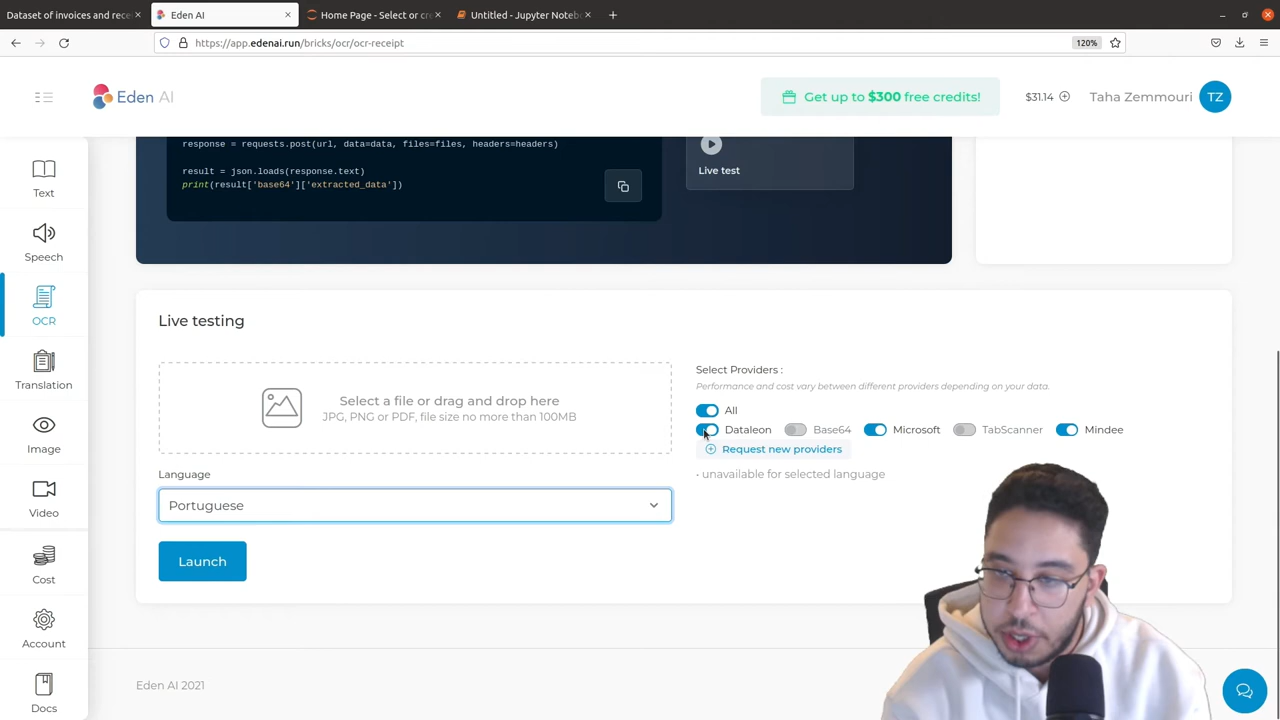 Dataset of invoices and rece
Eden AI
Home Page - Select or cre
Untitled - Jupyter Notebo
https://app.edenai.run/bricks/ocr/ocr-receipt
120%
Eden AI
Get up to $300 free credits!
$31.14
Taha Zemmouri
TZ
Text
Speech
OCR
Translation
Image
Video
Cost
Account
Docs
response = requests.post(url, data=data, files=files, headers=headers)
result = json.loads(response.text)
print(result['base64']['extracted_data'])
Live test
Live testing
Select a file or drag and drop here
JPG, PNG or PDF, file size no more than 100MB
Language
Portuguese
Launch
Select Providers :
Performance and cost vary between different providers depending on your data.
All
Dataleon Base64 Microsoft TabScanner Mindee
Request new providers
- unavailable for selected language
Eden AI 2021